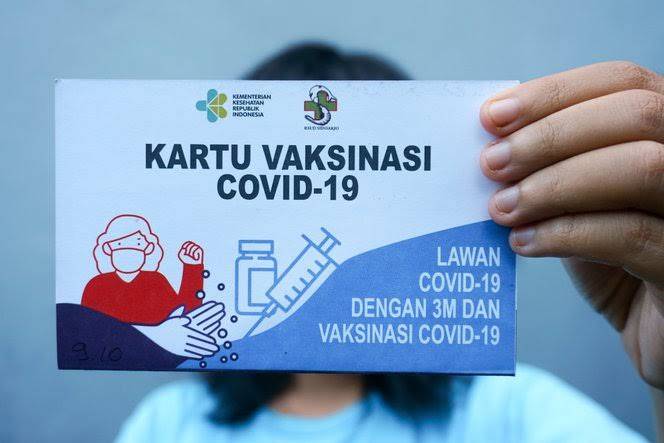 KEMENTERIAN
KESEHATAN
REPUBLIK
INDONESIA
KARTU VAKSINASI
COVID-19
LAWAN
COVID-19
DENGAN 3M DAN
VAKSINASI COVID-19
9.10